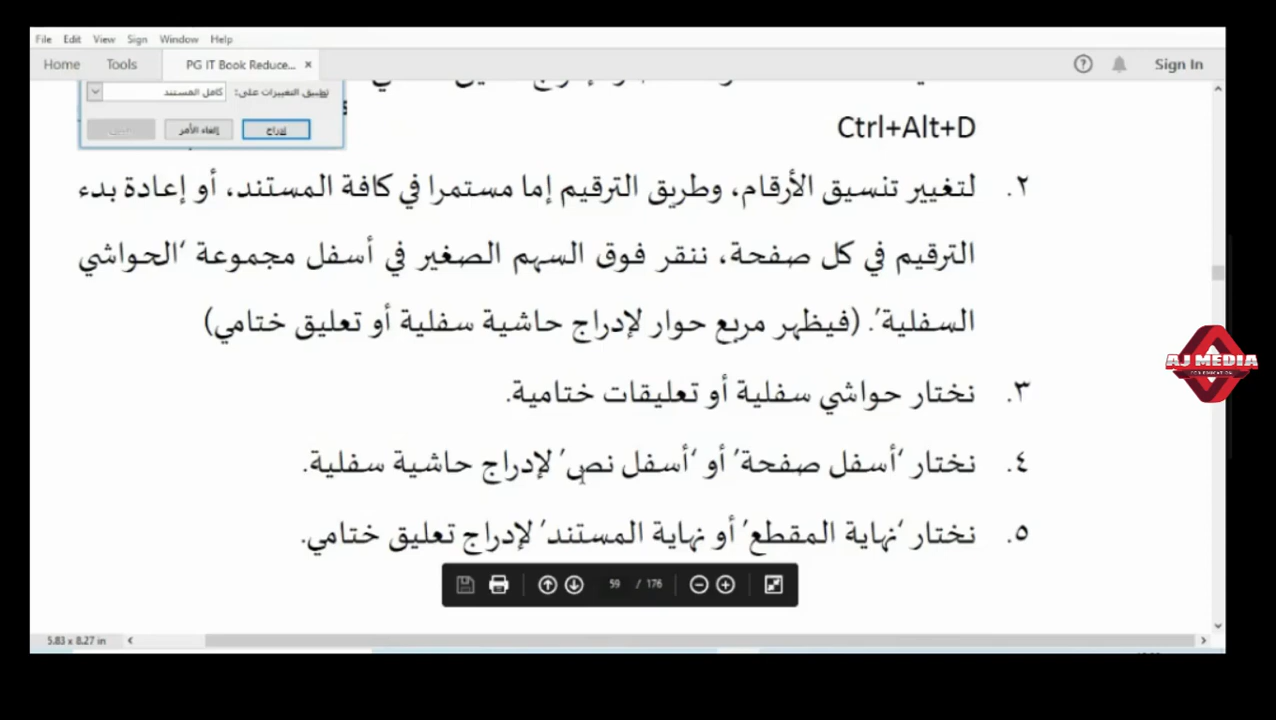 File Edit View Sign Window Help
Home Tools PG IT Book Reduce... × Sign In
تطبيق التغييرات على: كامل المستند
إدراج إلغاء الأمر
Ctrl+Alt+D
٢. لتغيير تنسيق الأرقام، وطريق الترقيم إما مستمرا في كافة المستند، أو إعادة بدء
الترقيم في كل صفحة، ننقر فوق السهم الصغير في أسفل مجموعة ‘الحواشي
السفلية’. (فيظهر مربع حوار لإدراج حاشية سفلية أو تعليق ختامي)
AJ MEDIA
FOR EDUCATION
٣. نختار حواشي سفلية أو تعليقات ختامية.
٤. نختار ‘أسفل صفحة’ أو ‘أسفل نص’ لإدراج حاشية سفلية.
٥. نختار ‘نهاية المقطع’ أو نهاية المستند’ لإدراج تعليق ختامي.
59 / 176
5.83 x 8.27 in